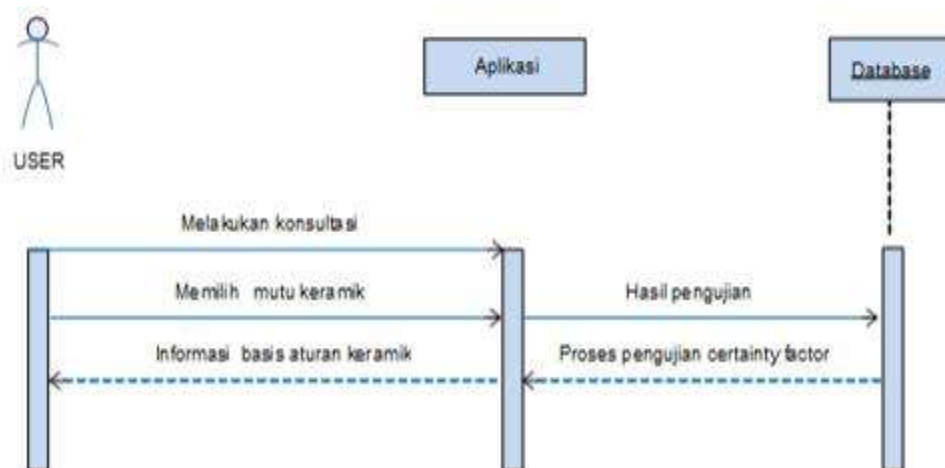 Aplikasi
Database
USER
Melakukan konsultasi
Memilih mutu keramik
Hasil pengujian
Informasi basis aturan keramik
Proses pengujian certainty factor